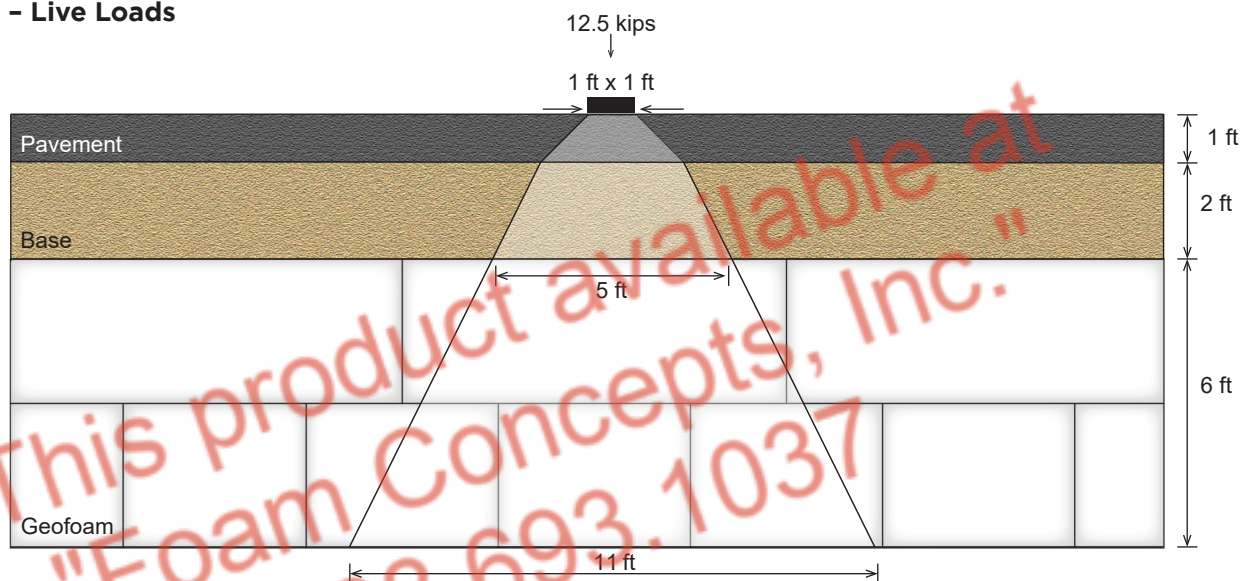 – Live Loads
12.5 kips
1 ft x 1 ft
Pavement
1 ft
2 ft
Base
5 ft
6 ft
Geofoam
11 ft
This product available at
"Foam Concepts, Inc."
693.1037